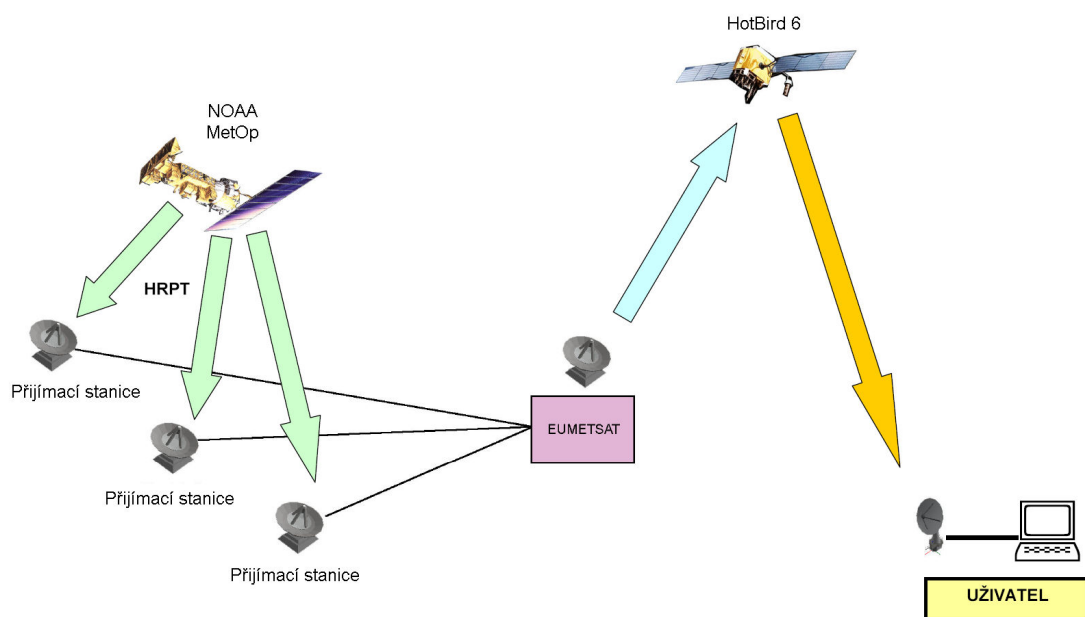 HotBird 6
NOAA
MetOp
HRPT
Přijímací stanice
EUMETSAT
Přijímací stanice
Přijímací stanice
UŽIVATEL